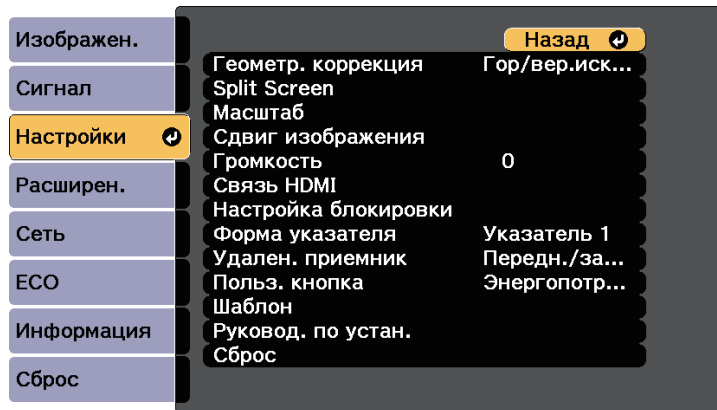 Изображен.
Сигнал
Настройки
Расширен.
Сеть
ECO
Информация
Сброс
Назад
Геометр. коррекция Гор/вер.иск...
Split Screen
Масштаб
Сдвиг изображения
Громкость 0
Связь HDMI
Настройка блокировки
Форма указателя Указатель 1
Удален. приемник Передн./за...
Польз. кнопка Энергопотр...
Шаблон
Руковод. по устан.
Сброс